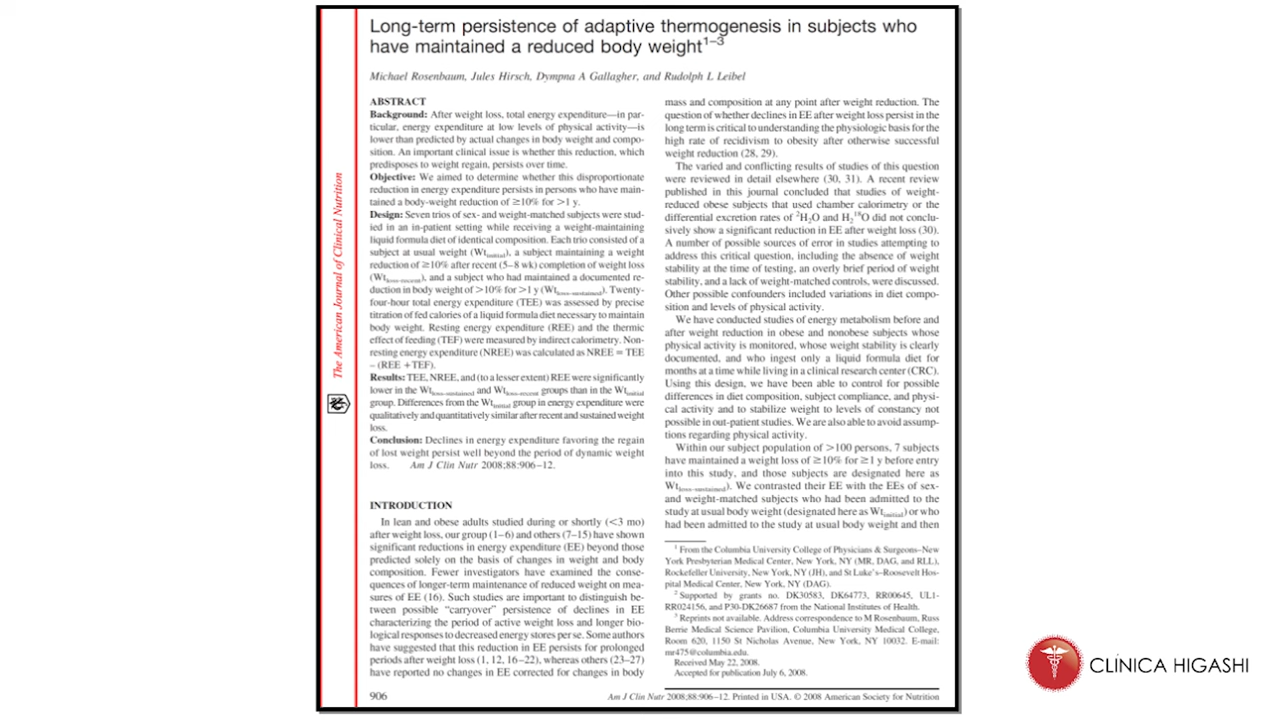 Long-term persistence of adaptive thermogenesis in subjects who
have maintained a reduced body weight1–3
Michael Rosenbaum, Jules Hirsch, Dympna A Gallagher, and Rudolph L Leibel
The American Journal of Clinical Nutrition
ABSTRACT
Background: After weight loss, total energy expenditure—in par-
ticular, energy expenditure at low levels of physical activity—is
lower than predicted by actual changes in body weight and compo-
sition. An important clinical issue is whether this reduction, which
predisposes to weight regain, persists over time.
Objective: We aimed to determine whether this disproportionate
reduction in energy expenditure persists in persons who have main-
tained a body-weight reduction of ≥10% for >1 y.
Design: Seven trios of sex- and weight-matched subjects were stud-
ied in an in-patient setting while receiving a weight-maintaining
liquid formula diet of identical composition. Each trio consisted of a
subject at usual weight (Wtinitial), a subject maintaining a weight
reduction of ≥10% after recent (5–8 wk) completion of weight loss
(Wtloss-recent), and a subject who had maintained a documented re-
duction in body weight of >10% for >1 y (Wtloss-sustained). Twenty-
four-hour total energy expenditure (TEE) was assessed by precise
titration of fed calories of a liquid formula diet necessary to maintain
body weight. Resting energy expenditure (REE) and the thermic
effect of feeding (TEF) were measured by indirect calorimetry. Non-
resting energy expenditure (NREE) was calculated as NREE = TEE
– (REE +TEF).
Results: TEE, NREE, and (to a lesser extent) REE were significantly
lower in the Wtloss-sustained and Wtloss-recent groups than in the Wtinitial
group. Differences from the Wtinitial group in energy expenditure were
qualitatively and quantitatively similar after recent and sustained weight
loss.
Conclusion: Declines in energy expenditure favoring the regain
of lost weight persist well beyond the period of dynamic weight
loss. Am J Clin Nutr 2008;88:906–12.
INTRODUCTION
In lean and obese adults studied during or shortly (<3 mo)
after weight loss, our group (1–6) and others (7–15) have shown
significant reductions in energy expenditure (EE) beyond those
predicted solely on the basis of changes in weight and body
composition. Fewer investigators have examined the conse-
quences of longer-term maintenance of reduced weight on mea-
sures of EE (16). Such studies are important to distinguish be-
tween possible “carryover” persistence of declines in EE
characterizing the period of active weight loss and longer bio-
logical responses to decreased energy stores per se. Some authors
have suggested that this reduction in EE persists for prolonged
periods after weight loss (1, 12, 16–22), whereas others (23–27)
have reported no changes in EE corrected for changes in body
mass and composition at any point after weight reduction. The
question of whether declines in EE after weight loss persist in the
long term is critical to understanding the physiologic basis for the
high rate of recidivism to obesity after otherwise successful
weight reduction (28, 29).
The varied and conflicting results of studies of this question
were reviewed in detail elsewhere (30, 31). A recent review
published in this journal concluded that studies of weight-
reduced obese subjects that used chamber calorimetry or the
differential excretion rates of 2H2O and H218O did not conclu-
sively show a significant reduction in EE after weight loss (30).
A number of possible sources of error in studies attempting to
address this critical question, including the absence of weight
stability at the time of testing, an overly brief period of weight
stability, and a lack of weight-matched controls, were discussed.
Other possible confounders included variations in diet compo-
sition and levels of physical activity.
We have conducted studies of energy metabolism before and
after weight reduction in obese and nonobese subjects whose
physical activity is monitored, whose weight stability is clearly
documented, and who ingest only a liquid formula diet for
months at a time while living in a clinical research center (CRC).
Using this design, we have been able to control for possible
differences in diet composition, subject compliance, and physi-
cal activity and to stabilize weight to levels of constancy not
possible in out-patient studies. We are also able to avoid assump-
tions regarding physical activity.
Within our subject population of >100 persons, 7 subjects
have maintained a weight loss of ≥10% for ≥1 y before entry
into this study, and those subjects are designated here as
Wtloss-sustained). We contrasted their EE with the EEs of sex-
and weight-matched subjects who had been admitted to the
study at usual body weight (designated here as Wtinitial) or who
had been admitted to the study at usual body weight and then
1 From the Columbia University College of Physicians & Surgeons–New
York Presbyterian Medical Center, New York, NY (MR, DAG, and RLL),
Rockefeller University, New York, NY (JH), and St Luke's–Roosevelt Hos-
pital Medical Center, New York, NY (DAG).
2 Supported by grants no. DK30583, DK64773, RR00645, UL1-
RR024156, and P30-DK26687 from the National Institutes of Health.
3 Reprints not available. Address correspondence to M Rosenbaum, Russ
Berrie Medical Science Pavilion, Columbia University Medical College,
Room 620, 1150 St Nicholas Avenue, New York, NY 10032. E-mail:
mr475@columbia.edu.
Received May 22, 2008.
Accepted for publication July 6, 2008.
906
Am J Clin Nutr 2008;88:906–12. Printed in USA. © 2008 American Society for Nutrition
CLÍNICA HIGASHI